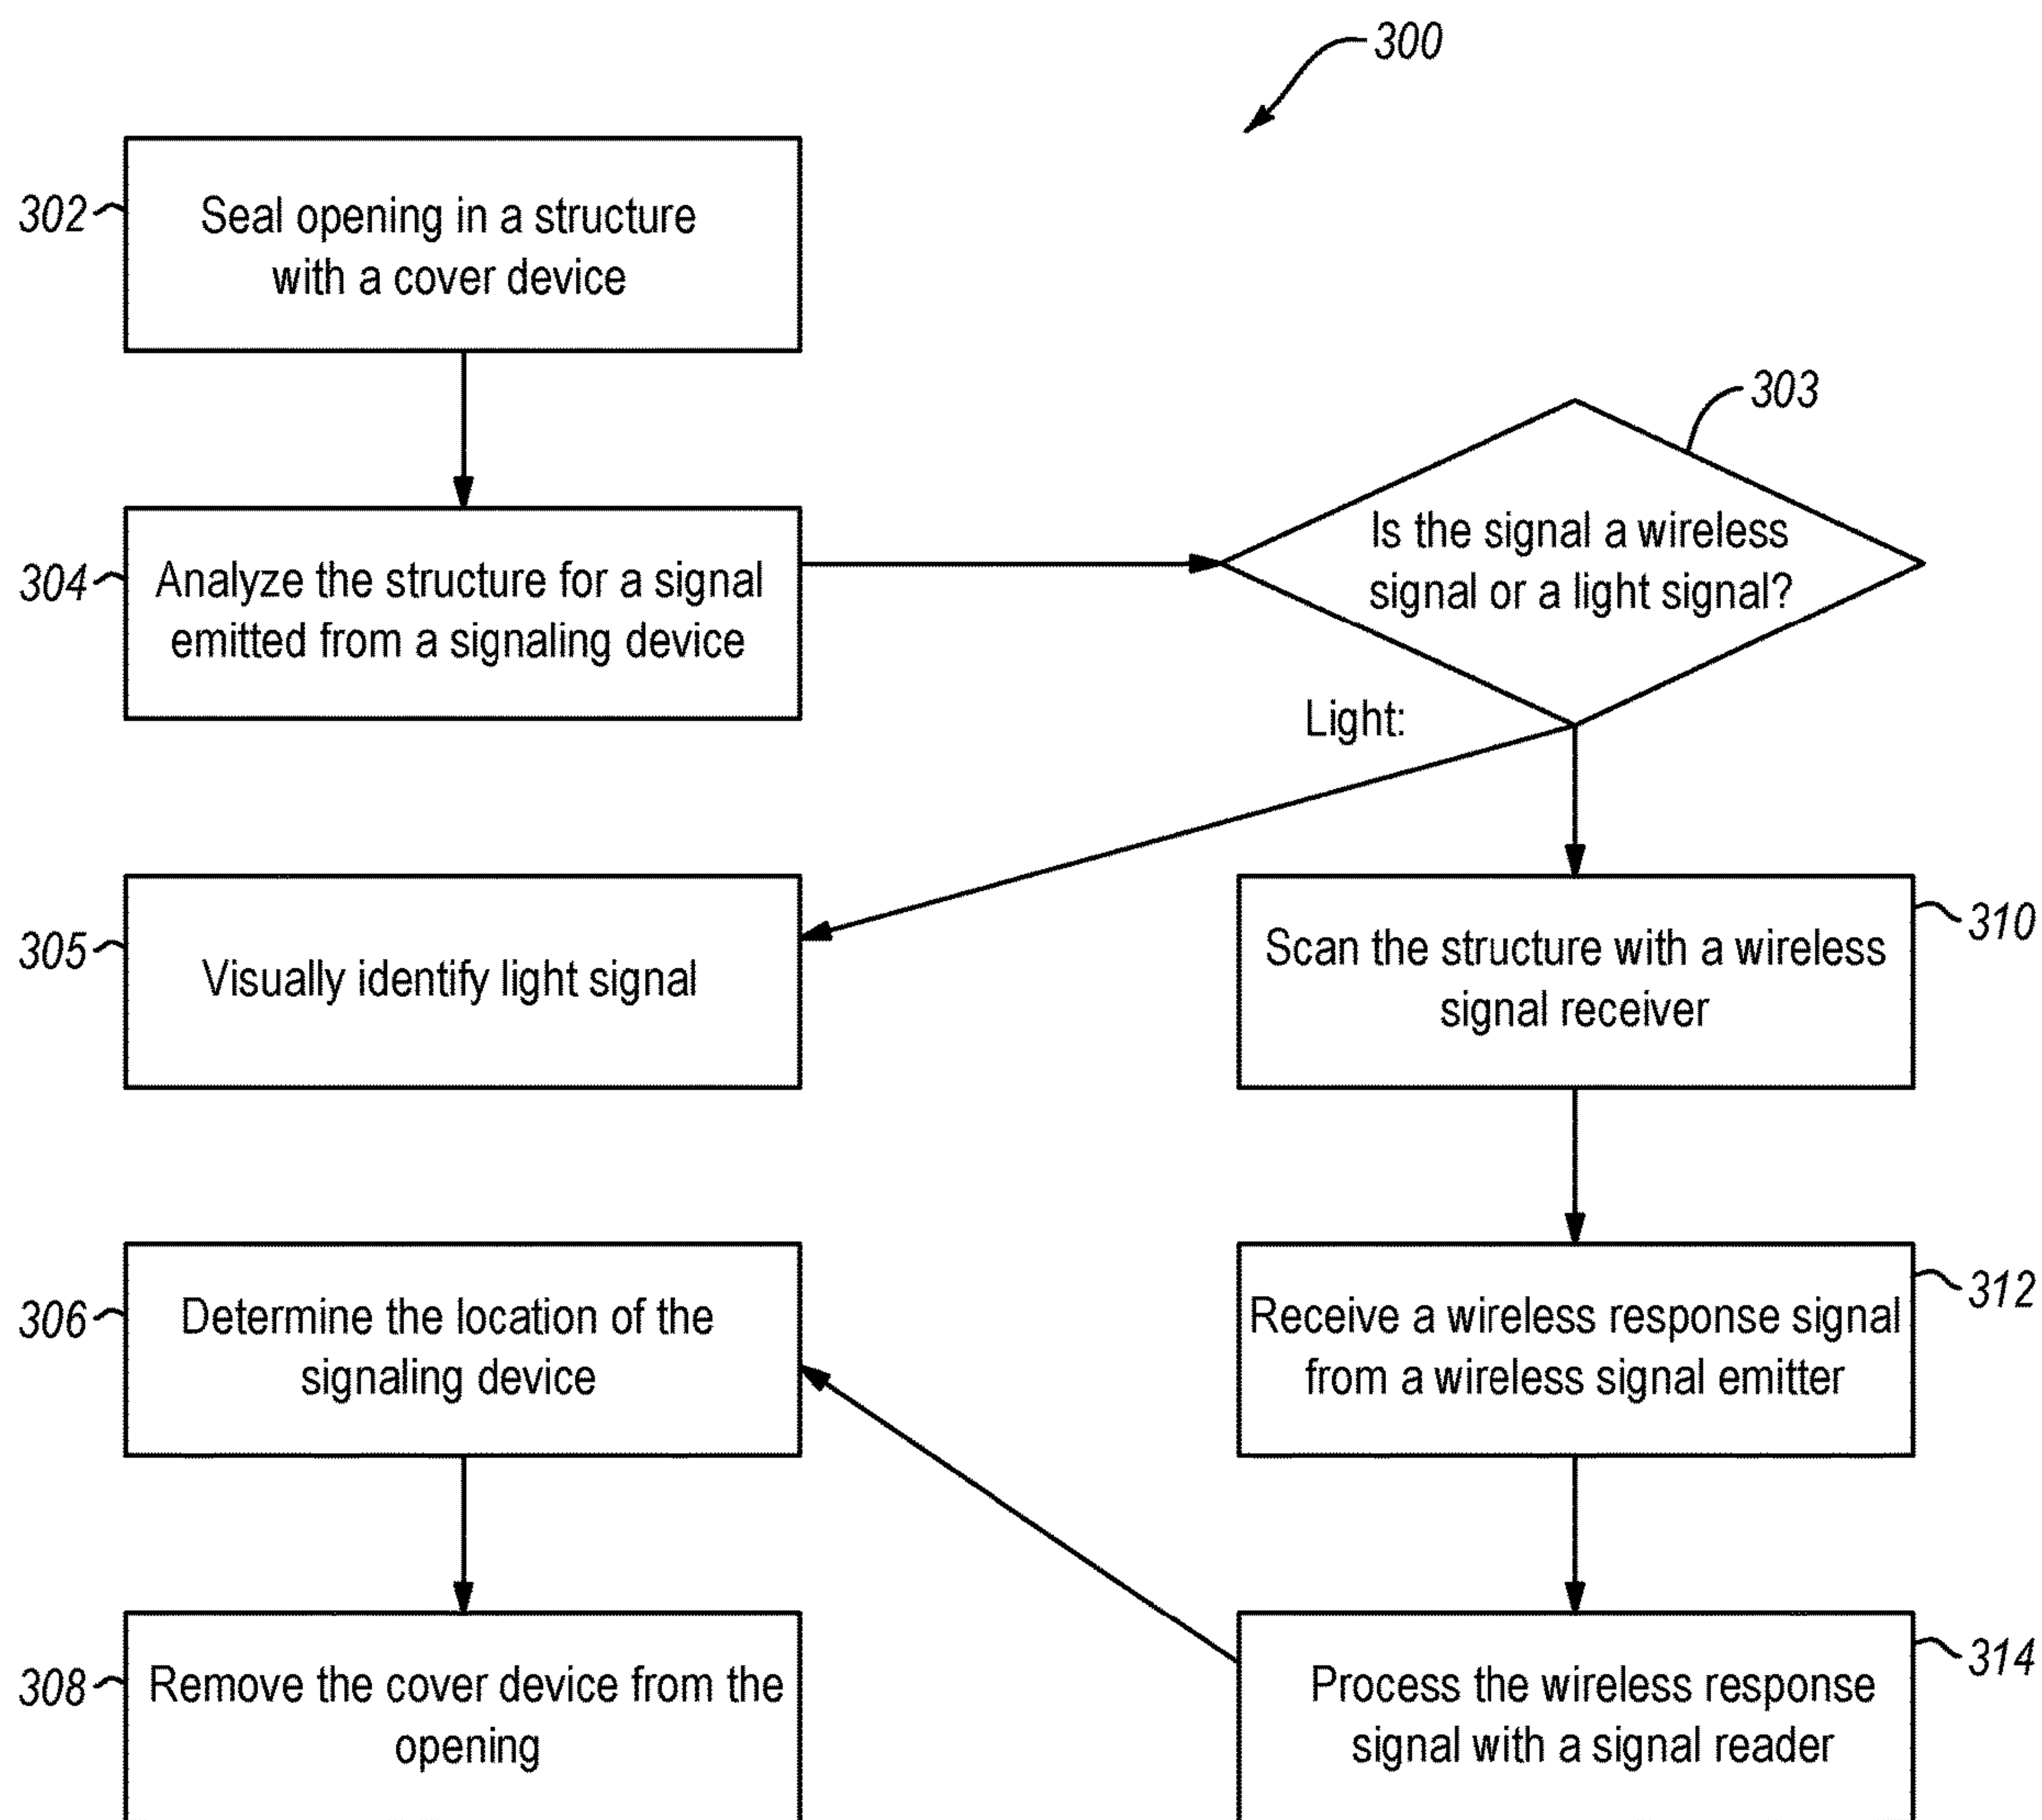 300
302
Seal opening in a structure
with a cover device
303
Is the signal a wireless
signal or a light signal?
304
Analyze the structure for a signal
emitted from a signaling device
Light:
305
Visually identify light signal
310
Scan the structure with a wireless
signal receiver
306
Determine the location of the
signaling device
312
Receive a wireless response signal
from a wireless signal emitter
308
Remove the cover device from the
opening
314
Process the wireless response
signal with a signal reader